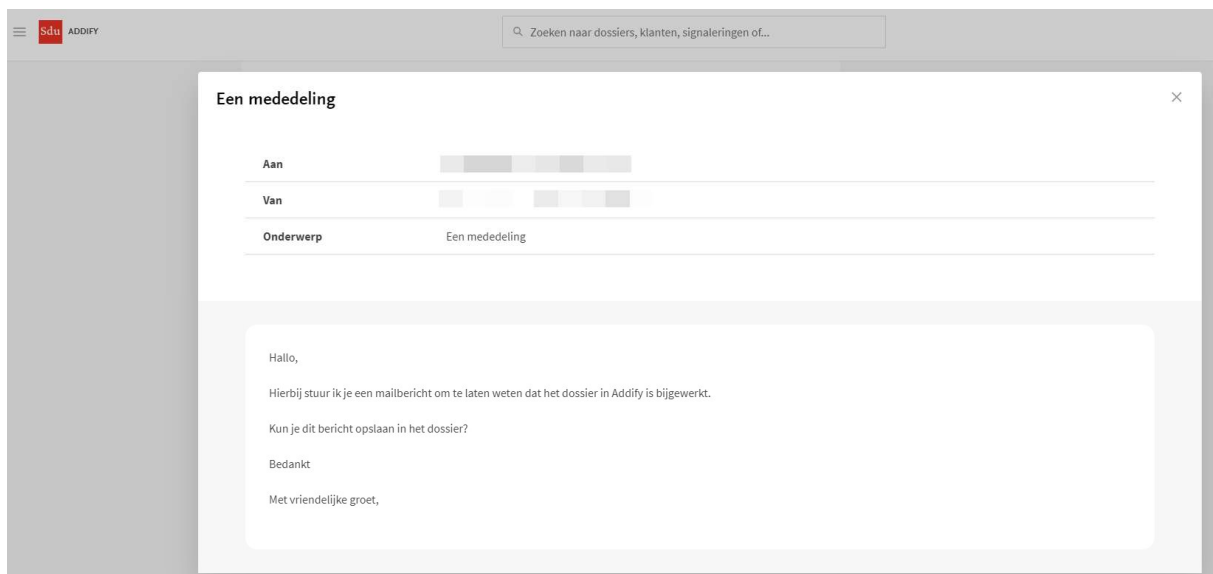 Sdu ADDIFY
Zoeken naar dossiers, klanten, signaleringen of...
Een mededeling
Aan
Van
Onderwerp Een mededeling
Hallo,
Hierbij stuur ik je een mailbericht om te laten weten dat het dossier in Addify is bijgewerkt.
Kun je dit bericht opslaan in het dossier?
Bedankt
Met vriendelijke groet,